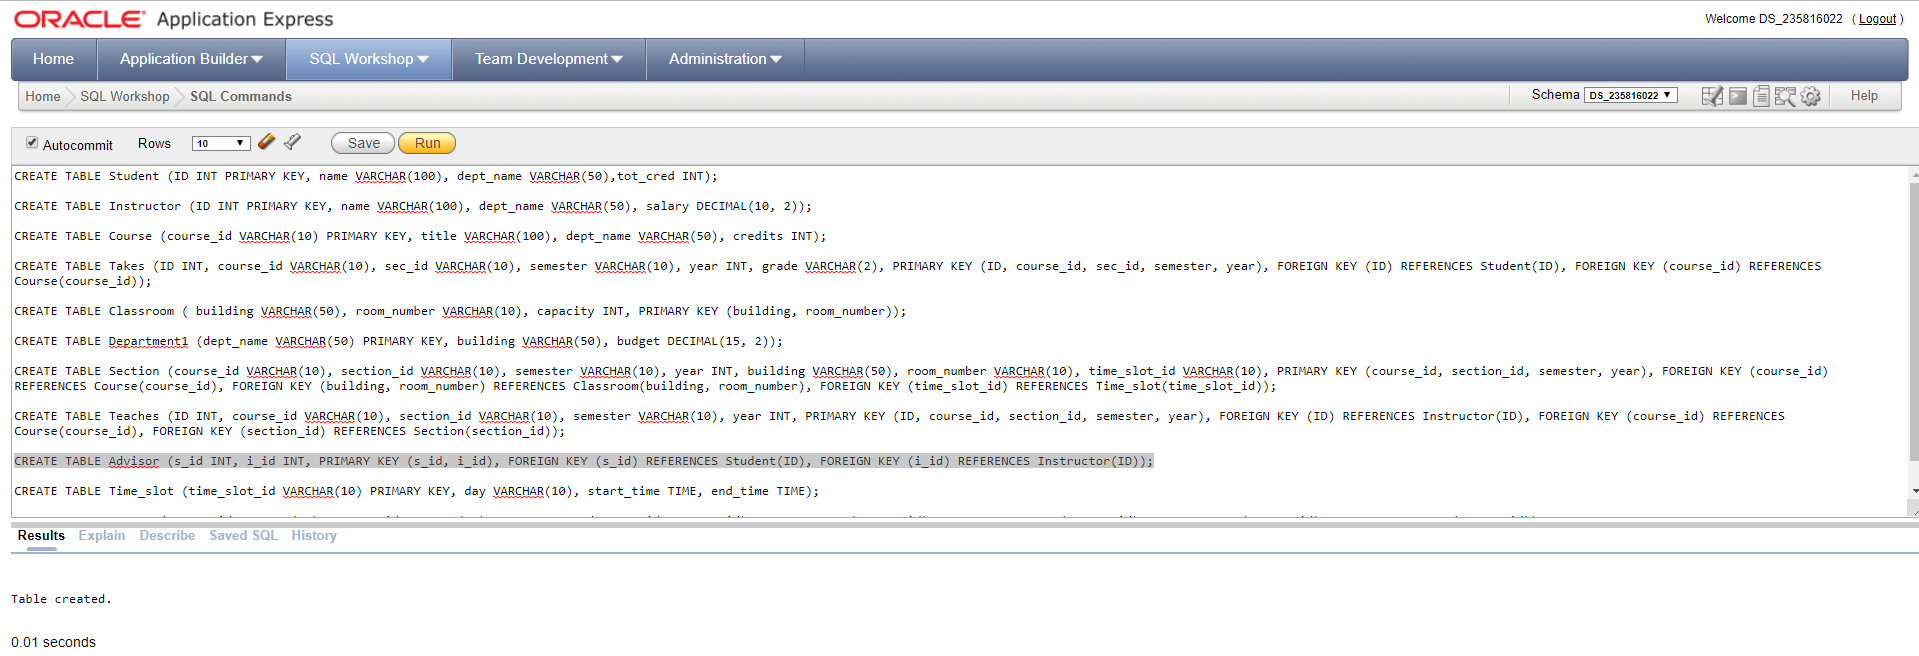 ORACLE Application Express
Welcome DS_235816022 ( Logout )
Home Application Builder SQL Workshop Team Development Administration
Home SQL Workshop SQL Commands Schema DS_235816022 Help
Autocommit Rows 10 Save Run
CREATE TABLE Student (ID INT PRIMARY KEY, name VARCHAR(100), dept_name VARCHAR(50),tot_cred INT);
CREATE TABLE Instructor (ID INT PRIMARY KEY, name VARCHAR(100), dept_name VARCHAR(50), salary DECIMAL(10, 2));
CREATE TABLE Course (course_id VARCHAR(10) PRIMARY KEY, title VARCHAR(100), dept_name VARCHAR(50), credits INT);
CREATE TABLE Takes (ID INT, course_id VARCHAR(10), sec_id VARCHAR(10), semester VARCHAR(10), year INT, grade VARCHAR(2), PRIMARY KEY (ID, course_id, sec_id, semester, year), FOREIGN KEY (ID) REFERENCES Student(ID), FOREIGN KEY (course_id) REFERENCES
Course(course_id));
CREATE TABLE Classroom ( building VARCHAR(50), room_number VARCHAR(10), capacity INT, PRIMARY KEY (building, room_number));
CREATE TABLE Department1 (dept_name VARCHAR(50) PRIMARY KEY, building VARCHAR(50), budget DECIMAL(15, 2));
CREATE TABLE Section (course_id VARCHAR(10), section_id VARCHAR(10), semester VARCHAR(10), year INT, building VARCHAR(50), room_number VARCHAR(10), time_slot_id VARCHAR(10), PRIMARY KEY (course_id, section_id, semester, year), FOREIGN KEY (course_id)
REFERENCES Course(course_id), FOREIGN KEY (building, room_number) REFERENCES Classroom(building, room_number), FOREIGN KEY (time_slot_id) REFERENCES Time_slot(time_slot_id));
CREATE TABLE Teaches (ID INT, course_id VARCHAR(10), section_id VARCHAR(10), semester VARCHAR(10), year INT, PRIMARY KEY (ID, course_id, section_id, semester, year), FOREIGN KEY (ID) REFERENCES Instructor(ID), FOREIGN KEY (course_id) REFERENCES
Course(course_id), FOREIGN KEY (section_id) REFERENCES Section(section_id));
CREATE TABLE Advisor (s_id INT, i_id INT, PRIMARY KEY (s_id, i_id), FOREIGN KEY (s_id) REFERENCES Student(ID), FOREIGN KEY (i_id) REFERENCES Instructor(ID));
CREATE TABLE Time_slot (time_slot_id VARCHAR(10) PRIMARY KEY, day VARCHAR(10), start_time TIME, end_time TIME);
Results Explain Describe Saved SQL History
Table created.
0.01 seconds